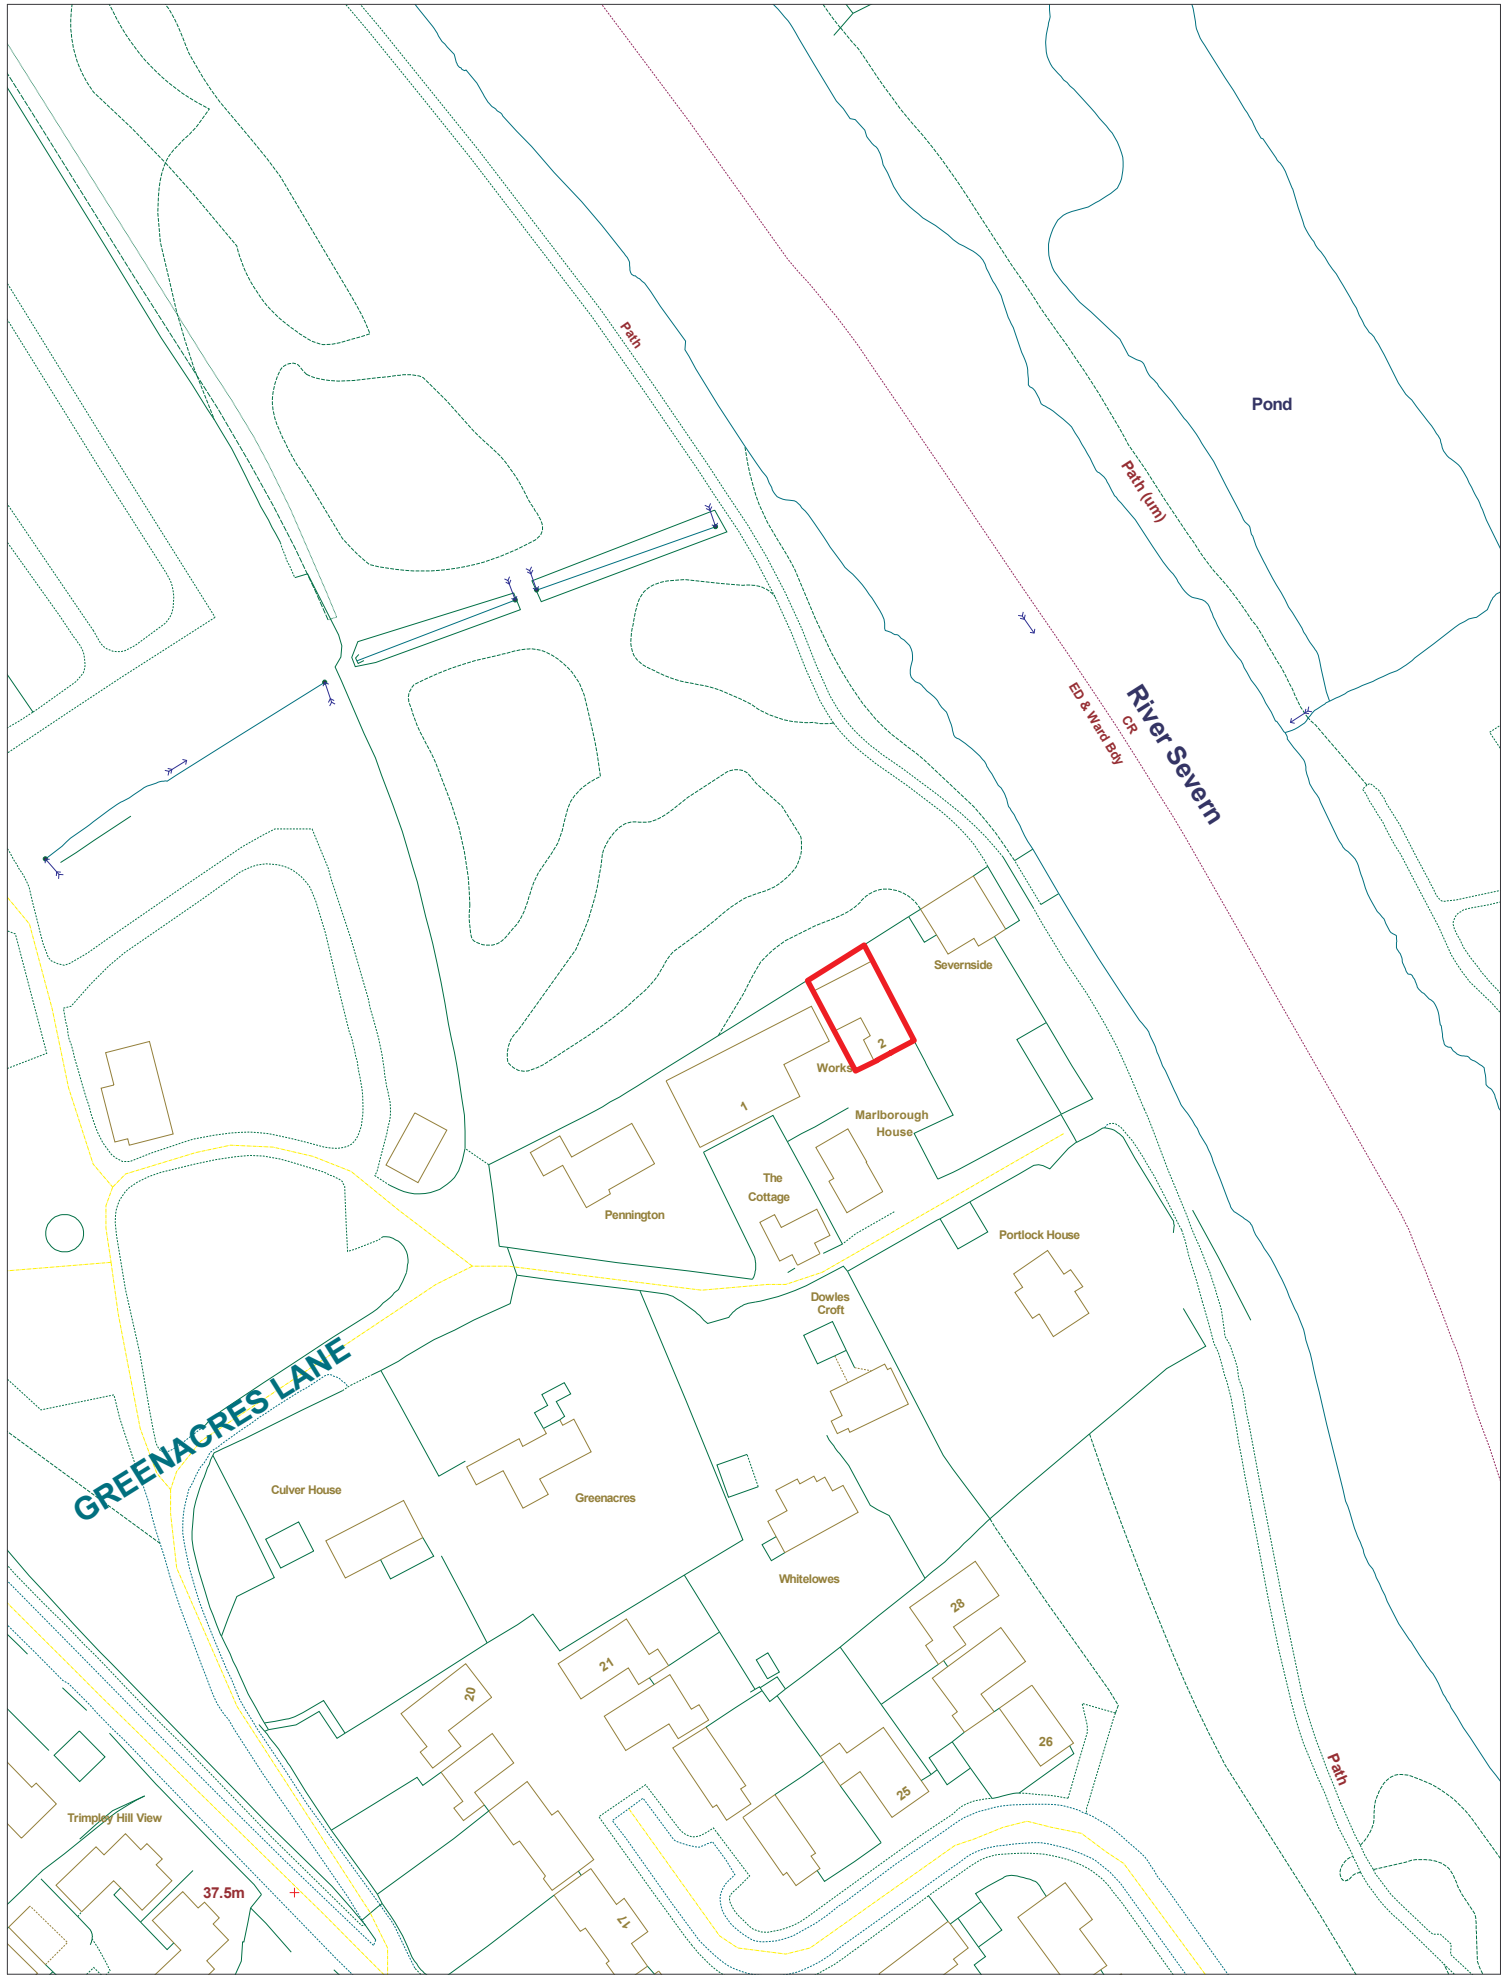 Path
Pond
Path (um)
River Severn
CR
ED & Ward Bdy
Severnside
2
Works
1
Marlborough
House
The
Cottage
Pennington
Portlock House
Dowles
Croft
GREENACRES LANE
Culver House
Greenacres
Whitelowes
28
21
20
26
25
Path
Trimpley Hill View
37.5m
17